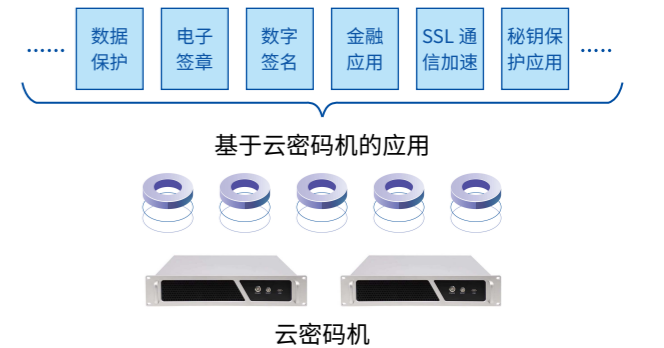 ......
数据
保护
电子
签章
数字
签名
金融
应用
SSL 通
信加速
秘钥保
护应用
.....
基于云密码机的应用
云密码机